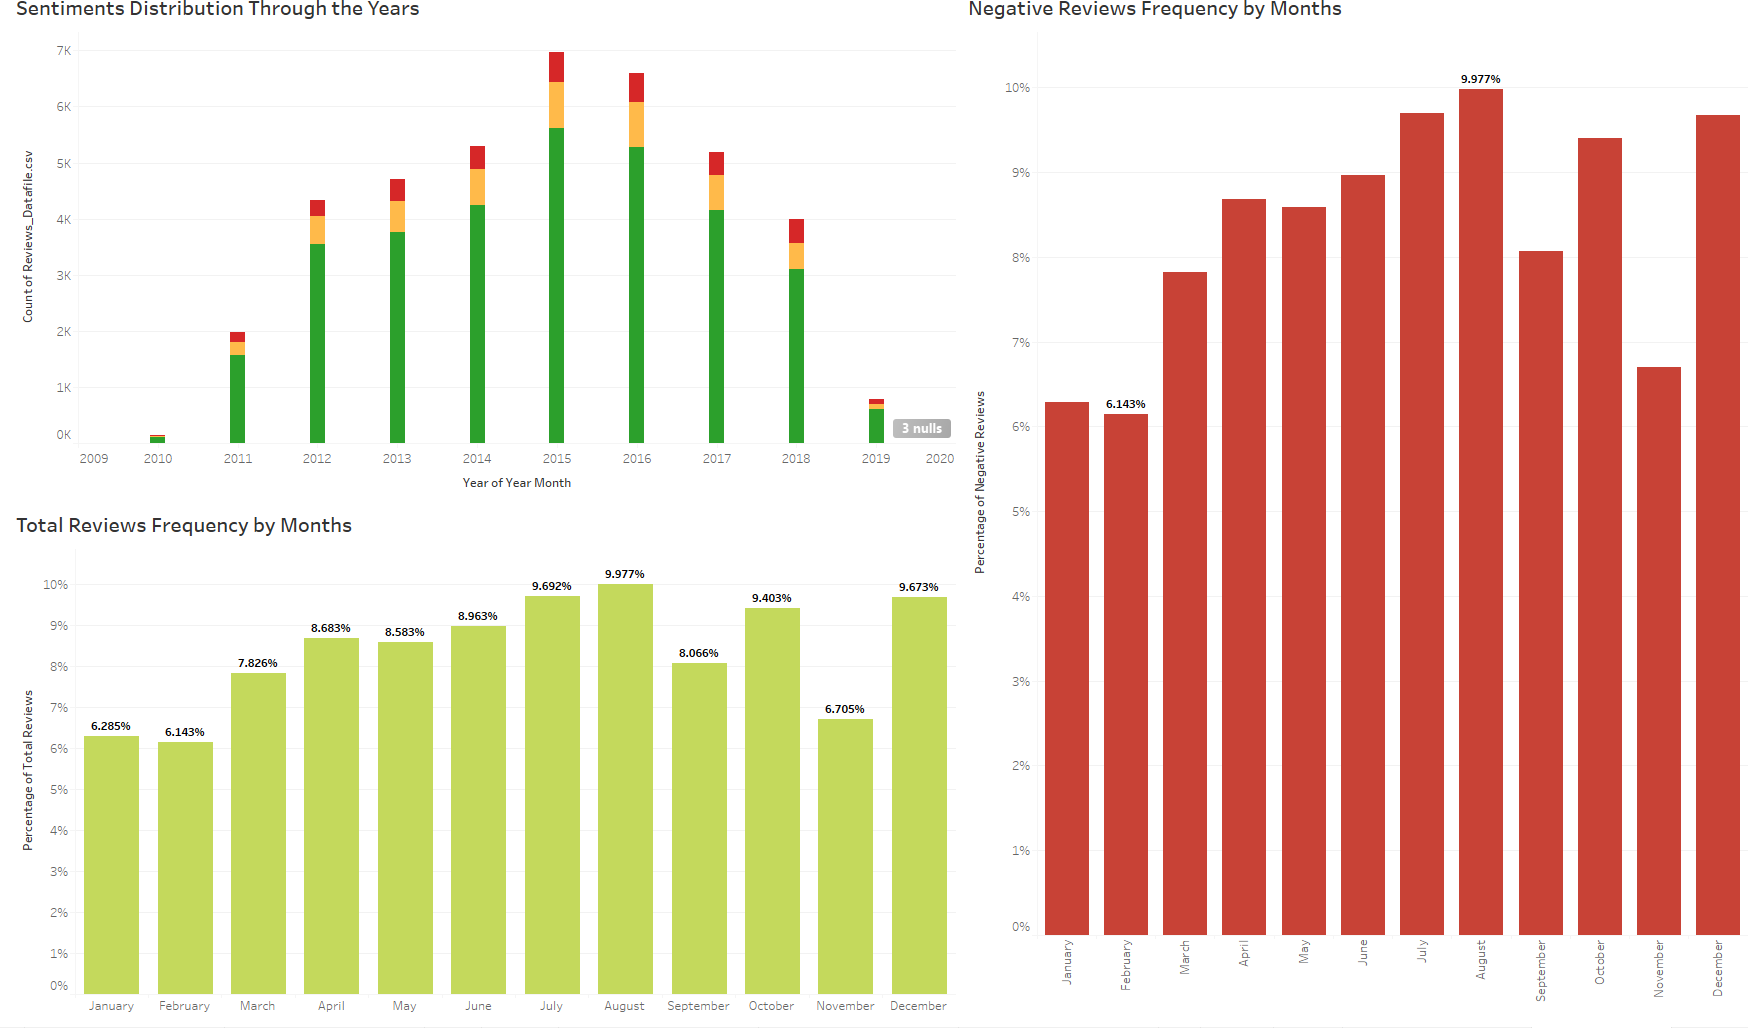 Sentiments Distribution Through the Years
Count of Reviews_Datafile.csv
7K
6K
5K
4K
3K
2K
1K
0K
3 nulls
2009 2010 2011 2012 2013 2014 2015 2016 2017 2018 2019 2020
Year of Year Month
Total Reviews Frequency by Months
Percentage of Total Reviews
10%
9%
8%
7%
6%
5%
4%
3%
2%
1%
0%
6.285% 6.143% 7.826% 8.683% 8.583% 8.963% 9.692% 9.977% 8.066% 9.403% 6.705% 9.673%
January February March April May June July August September October November December
Negative Reviews Frequency by Months
Percentage of Negative Reviews
10%
9%
8%
7%
6%
5%
4%
3%
2%
1%
0%
6.143% 9.977%
January February March April May June July August September October November December